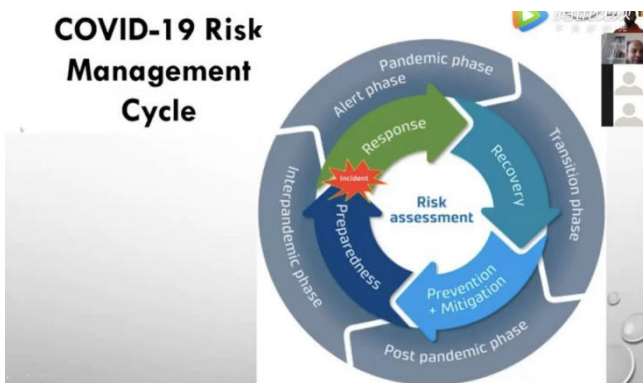 COVID-19 Risk
Management
Cycle
Pandemic phase
Alert phase
Response
Recovery
Transition phase
Incident
Risk
assessment
Interpandemic phase
Preparedness
Prevention
+ Mitigation
Post pandemic phase